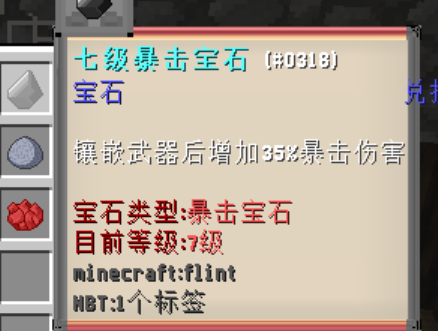 七级暴击宝石 (#0318)
宝石
镶嵌武器后增加35%暴击伤害
宝石类型:暴击宝石
目前等级:7级
minecraft:flint
NBT:1个标签